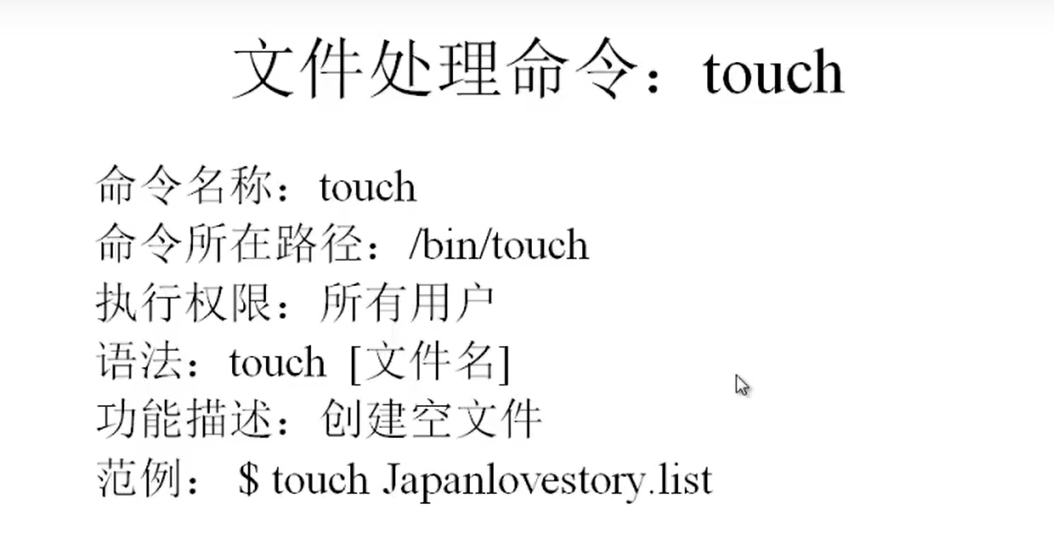 文件处理命令：touch
命令名称：touch
命令所在路径：/bin/touch
执行权限：所有用户
语法：touch [文件名]
功能描述：创建空文件
范例： $ touch Japanlovestory.list